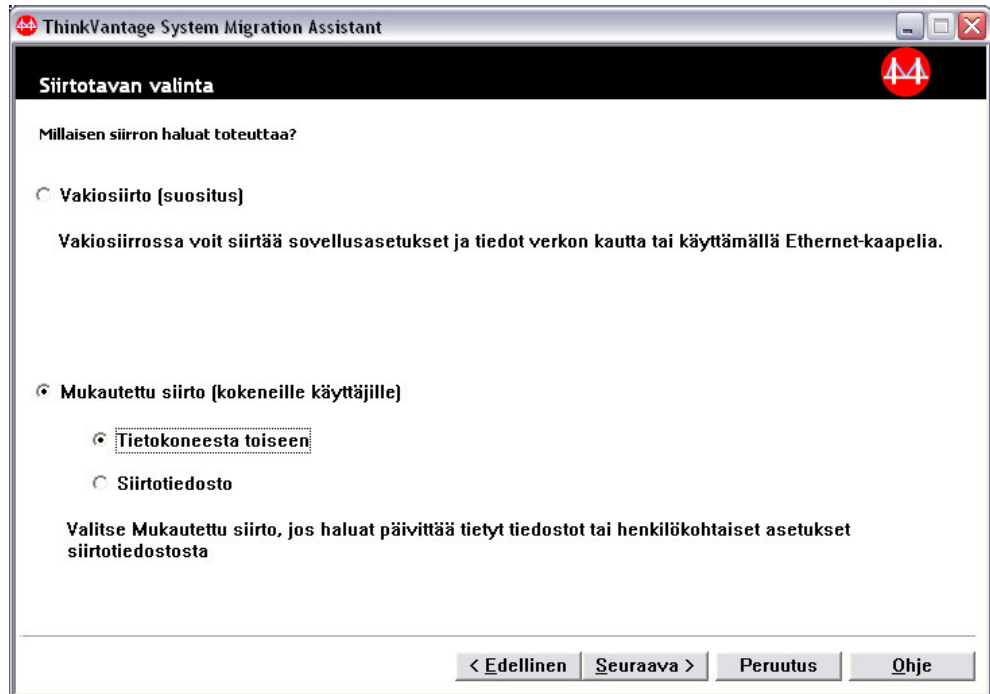 ThinkVantage System Migration Assistant
Siirtotavan valinta
Millaisen siirron haluat toteuttaa?
Vakiosiirto (suositus)
Vakiosiirrossa voit siirtää sovellusasetukset ja tiedot verkon kautta tai käyttämällä Ethernet-kaapelia.
Mukautettu siirto (kokeneille käyttäjille)
Tietokoneesta toiseen
Siirtotiedosto
Valitse Mukautettu siirto, jos haluat päivittää tietyt tiedostot tai henkilökohtaiset asetukset
siirtotiedostosta
< Edellinen Seuraava > Peruutus Ohje